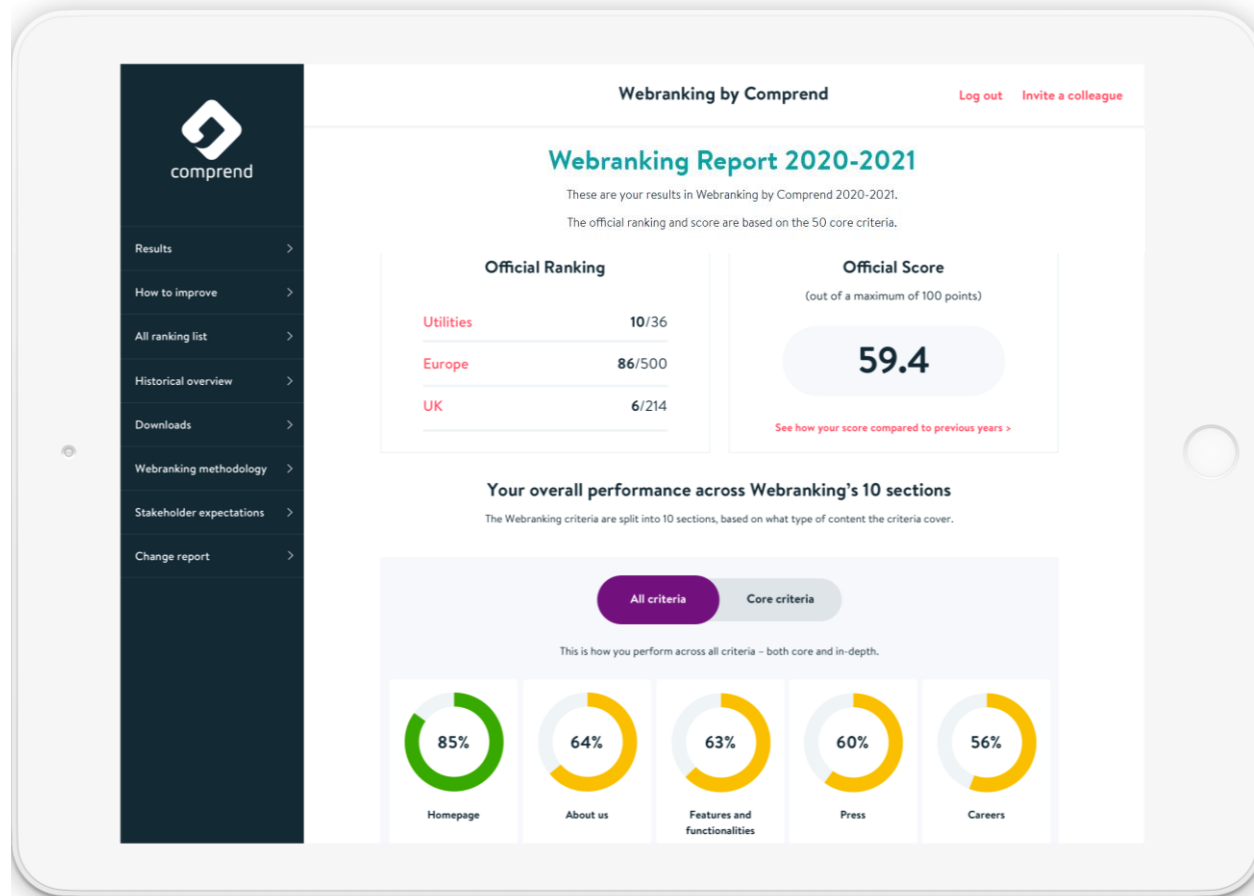 comprend
Results
How to improve
All ranking list
Historical overview
Downloads
Webranking methodology
Stakeholder expectations
Change report
Webranking by Comprend
Log out Invite a colleague
Webranking Report 2020-2021
These are your results in Webranking by Comprend 2020-2021.
The official ranking and score are based on the 50 core criteria.
Official Ranking
Utilities 10/36
Europe 86/500
UK 6/214
Official Score
(out of a maximum of 100 points)
59.4
See how your score compared to previous years >
Your overall performance across Webranking's 10 sections
The Webranking criteria are split into 10 sections, based on what type of content the criteria cover.
All criteria Core criteria
This is how you perform across all criteria – both core and in-depth.
85% 64% 63% 60% 56%
Homepage About us Features and Press Careers
functionalities